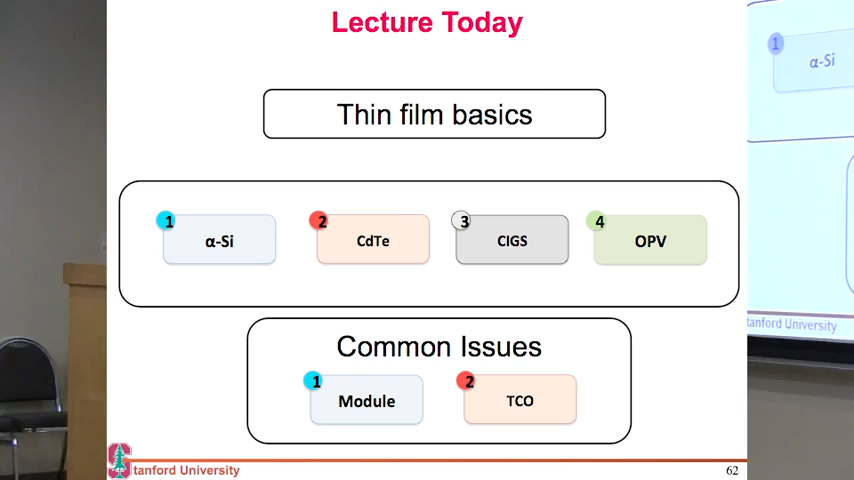 Lecture Today
Thin film basics
1 2 3 4
α-Si CdTe CIGS OPV
Common Issues
1 2
Module TCO
Stanford University 62
1
α-Si
tanford University